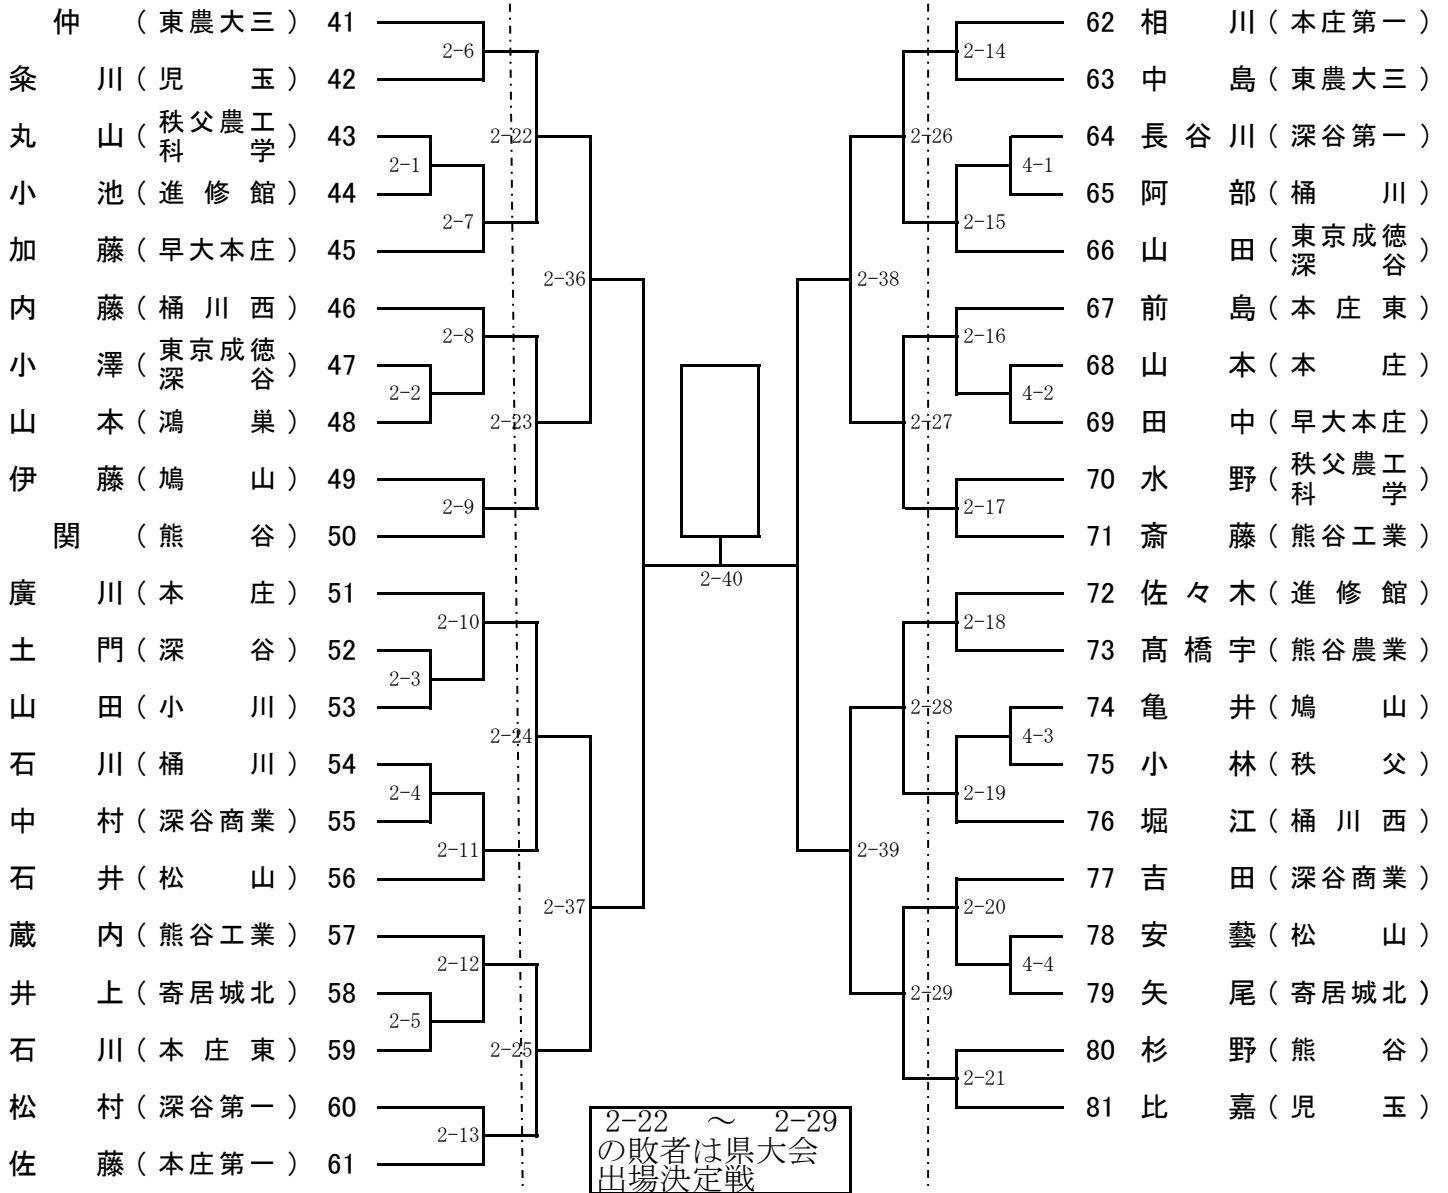 仲 （東農大三） 41
粂 川（児 玉） 42
丸 山（秩父農工科 学） 43
小 池（進 修 館） 44
加 藤（早大本庄） 45
内 藤（桶 川 西） 46
小 澤（東京成徳深 谷） 47
山 本（鴻 巣） 48
伊 藤（鳩 山） 49
関 （熊 谷） 50
廣 川（本 庄） 51
土 門（深 谷） 52
山 田（小 川） 53
石 川（桶 川） 54
中 村（深谷商業） 55
石 井（松 山） 56
蔵 内（熊谷工業） 57
井 上（寄居城北） 58
石 川（本 庄 東） 59
松 村（深谷第一） 60
佐 藤（本庄第一） 61
2-6
2-1
2-7
2-8
2-2
2-9
2-10
2-3
2-4
2-11
2-12
2-5
2-13
2-22
2-23
2-24
2-25
2-36
2-37
2-40
2-38
2-39
2-26
2-27
2-28
2-29
2-14
4-1
2-15
2-16
4-2
2-17
2-18
4-3
2-19
2-20
4-4
2-21
62 相 川（本庄第一）
63 中 島（東農大三）
64 長 谷 川（深谷第一）
65 阿 部（桶 川）
66 山 田（東京成徳深 谷）
67 前 島（本 庄 東）
68 山 本（本 庄）
69 田 中（早大本庄）
70 水 野（秩父農工科 学）
71 斎 藤（熊谷工業）
72 佐 々 木（進 修 館）
73 髙 橋 宇（熊谷農業）
74 亀 井（鳩 山）
75 小 林（秩 父）
76 堀 江（桶 川 西）
77 吉 田（深谷商業）
78 安 藝（松 山）
79 矢 尾（寄居城北）
80 杉 野（熊 谷）
81 比 嘉（児 玉）
2-22 ～ 2-29
の敗者は県大会
出場決定戦